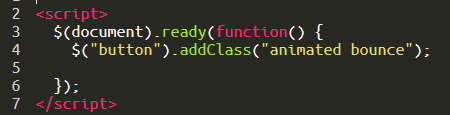 2 <script>
3   $(document).ready(function() {
4     $("button").addClass("animated bounce");
5
6   });
7 </script>